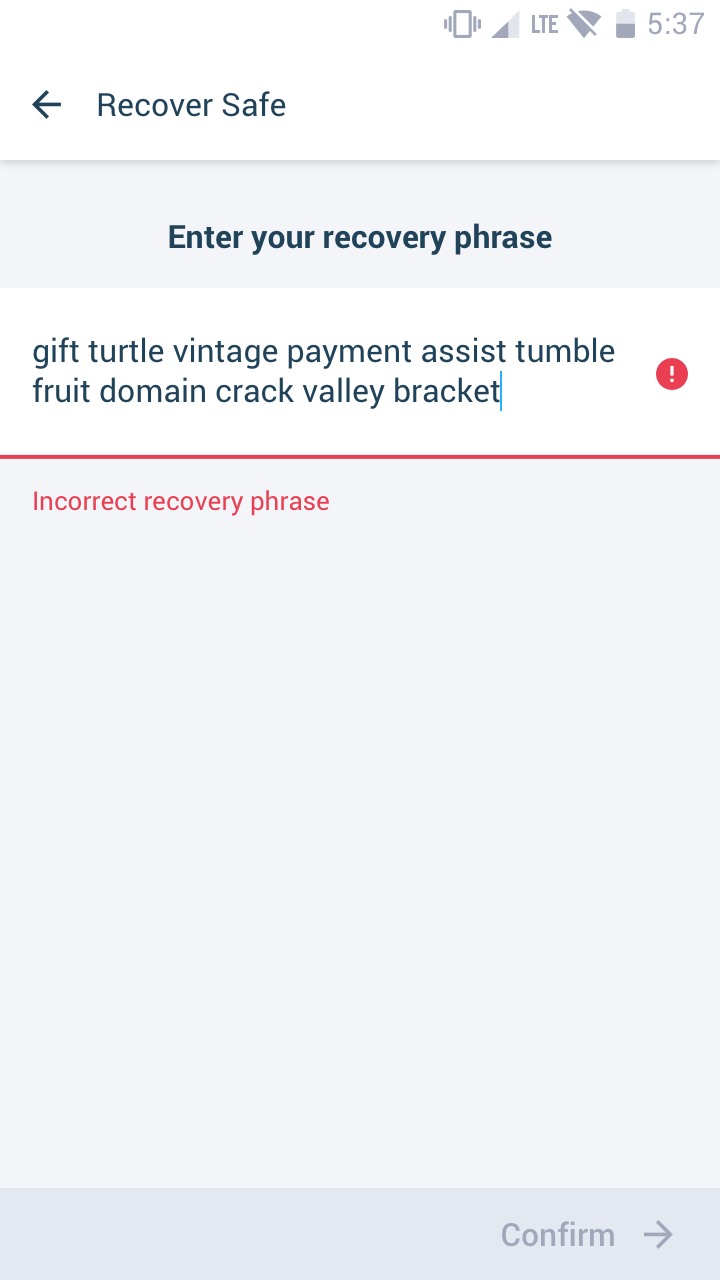 LTE 5:37
Recover Safe
Enter your recovery phrase
gift turtle vintage payment assist tumble
fruit domain crack valley bracket
Incorrect recovery phrase
Confirm